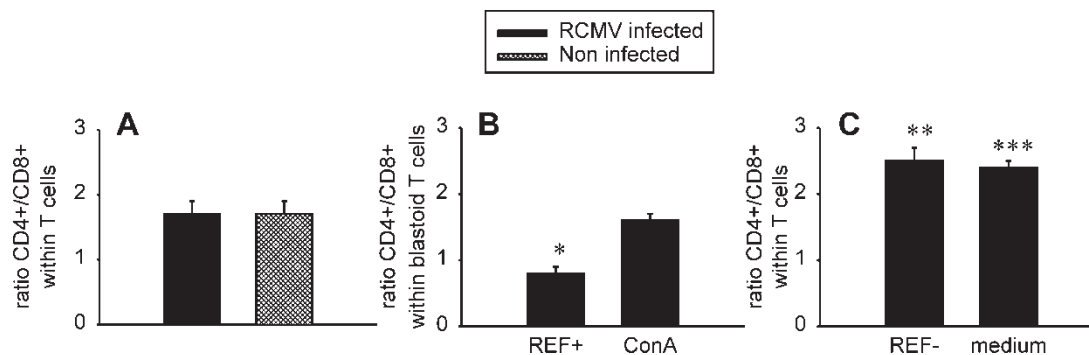 RCMV infected
Non infected
A
ratio CD4+/CD8+
within T cells
3
2
1
0
B
ratio CD4+/CD8+
within blastoid T cells
3
2
1
0
*
REF+ ConA
C
ratio CD4+/CD8+
within T cells
3
2
1
0
**
***
REF- medium